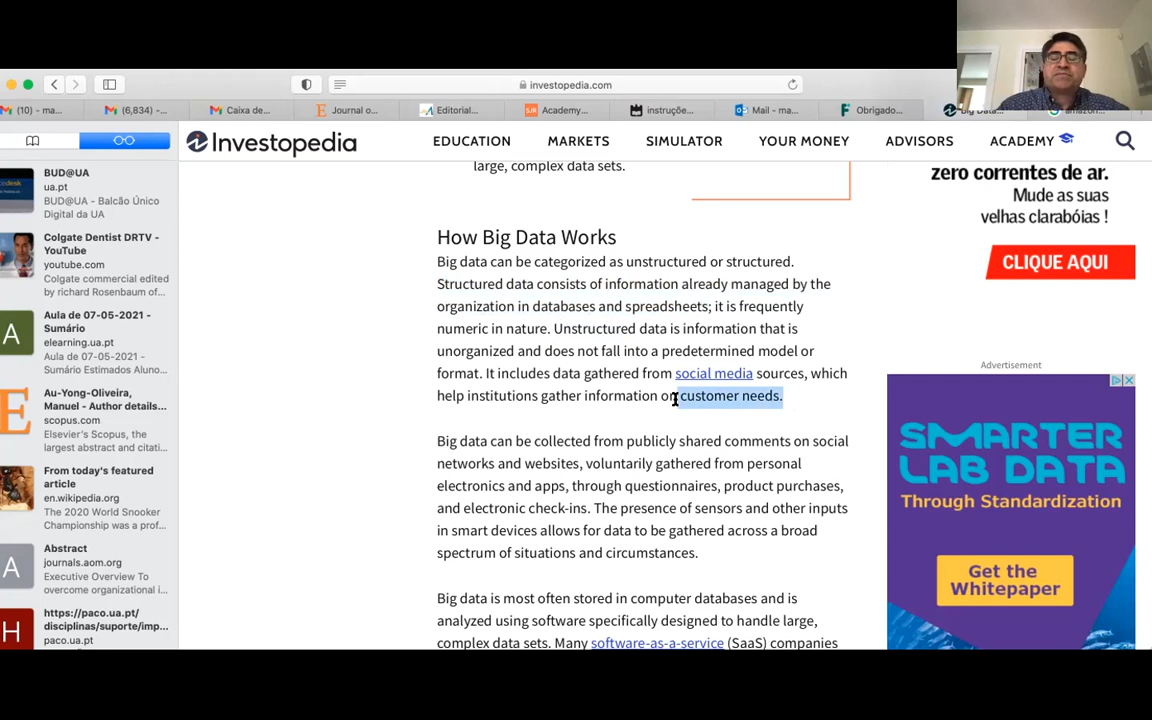 investopedia.com
(10) - ma...
(6,834) -...
Caixa de...
Journal o...
Editorial...
Academy...
instruçõe...
Mail - ma...
Obrigado...
Big Data...
amazon...
Investopedia
EDUCATION
MARKETS
SIMULATOR
YOUR MONEY
ADVISORS
ACADEMY
BUD@UA
ua.pt
BUD@UA - Balcão Único
Digital da UA
Colgate Dentist DRTV -
YouTube
youtube.com
Colgate commercial edited
by richard Rosenbaum of...
A
Aula de 07-05-2021 -
Sumário
elearning.ua.pt
Aula de 07-05-2021 -
Sumário Estimados Aluno...
Au-Yong-Oliveira,
Manuel - Author details...
scopus.com
Elsevier's Scopus, the
largest abstract and citati...
From today's featured
article
en.wikipedia.org
The 2020 World Snooker
Championship was a prof...
A
Abstract
journals.aom.org
Executive Overview To
overcome organizational i...
H
https://paco.ua.pt/
disciplinas/suporte/imp...
paco.ua.pt
large, complex data sets.
How Big Data Works
Big data can be categorized as unstructured or structured.
Structured data consists of information already managed by the
organization in databases and spreadsheets; it is frequently
numeric in nature. Unstructured data is information that is
unorganized and does not fall into a predetermined model or
format. It includes data gathered from social media sources, which
help institutions gather information on customer needs.
Big data can be collected from publicly shared comments on social
networks and websites, voluntarily gathered from personal
electronics and apps, through questionnaires, product purchases,
and electronic check-ins. The presence of sensors and other inputs
in smart devices allows for data to be gathered across a broad
spectrum of situations and circumstances.
Big data is most often stored in computer databases and is
analyzed using software specifically designed to handle large,
complex data sets. Many software-as-a-service (SaaS) companies
zero correntes de ar.
Mude as suas
velhas clarabóias !
CLIQUE AQUI
Advertisement
SMARTER
LAB DATA
Through Standardization
Get the
Whitepaper